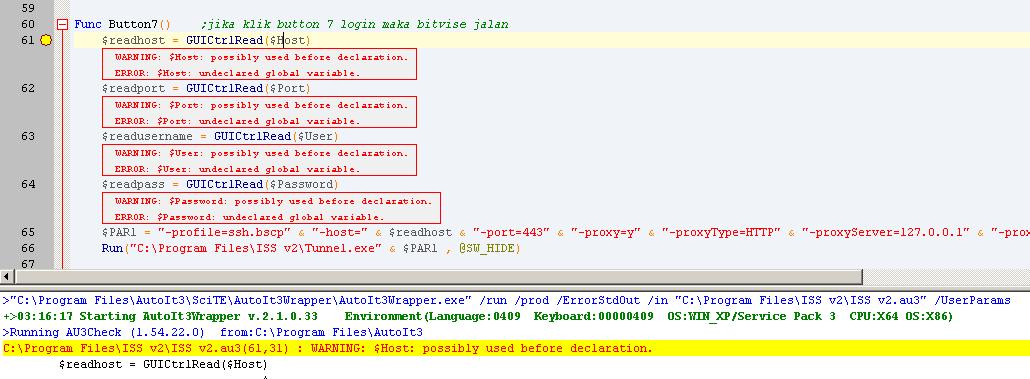 59
60 Func Button7() ;jika klik button 7 login maka bitvise jalan
61 $readhost = GUICtrlRead($Host)
WARNING: $Host: possibly used before declaration.
ERROR: $Host: undeclared global variable.
62 $readport = GUICtrlRead($Port)
WARNING: $Port: possibly used before declaration.
ERROR: $Port: undeclared global variable.
63 $readusername = GUICtrlRead($User)
WARNING: $User: possibly used before declaration.
ERROR: $User: undeclared global variable.
64 $readpass = GUICtrlRead($Password)
WARNING: $Password: possibly used before declaration.
ERROR: $Password: undeclared global variable.
65 $PAR1 = "-profile=ssh.bscp" & "-host=" & $readhost & "-port=443" & "-proxy=y" & "-proxyType=HTTP" & "-proxyServer=127.0.0.1" & "-prox
66 Run("C:\Program Files\ISS v2\Tunnel.exe" & $PAR1 , @SW_HIDE)
67
>"C:\Program Files\AutoIt3\SciTE\AutoIt3Wrapper\AutoIt3Wrapper.exe" /run /prod /ErrorStdOut /in "C:\Program Files\ISS v2\ISS v2.au3" /UserParams
+>03:16:17 Starting AutoIt3Wrapper v.2.1.0.33 Environment(Language:0409 Keyboard:00000409 OS:WIN_XP/Service Pack 3 CPU:X64 OS:X86)
>Running AU3Check (1.54.22.0) from:C:\Program Files\AutoIt3
C:\Program Files\ISS v2\ISS v2.au3(61,31) : WARNING: $Host: possibly used before declaration.
$readhost = GUICtrlRead($Host)
^